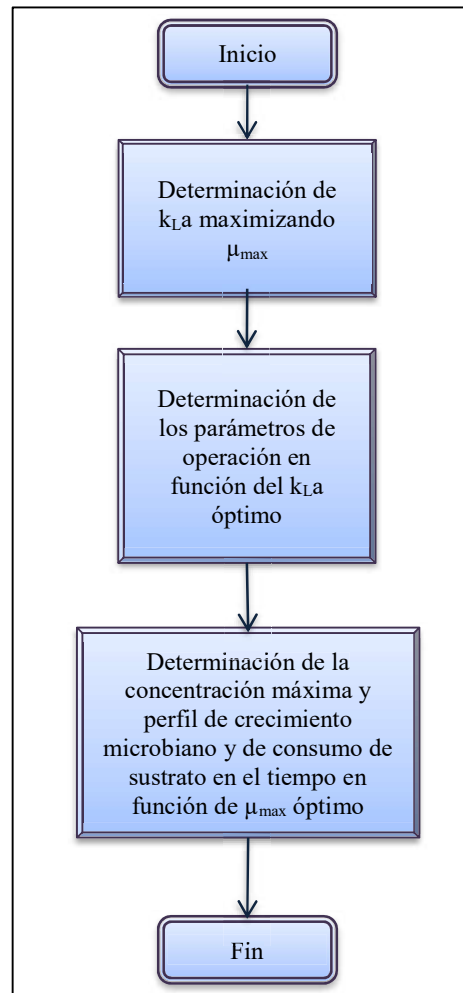 Inicio
Determinación de
kLa maximizando
μmax
Determinación de
los parámetros de
operación en
función del kLa
óptimo
Determinación de la
concentración máxima y
perfil de crecimiento
microbiano y de consumo de
sustrato en el tiempo en
función de μmax óptimo
Fin